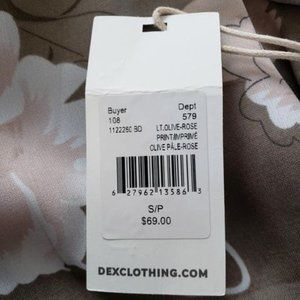 Buyer Dept
108 579
1122260 BD LT.OLIVE-ROSE
PRINT/IMPRIMÉ
OLIVE PÂLE-ROSE
6 27962 13586 3
S/P
$69.00
DEXCLOTHING.COM